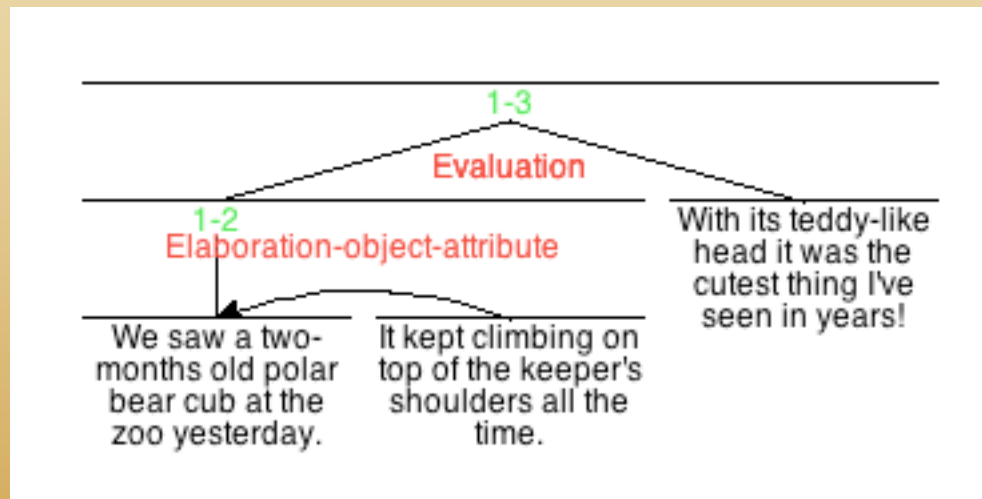 1-3
Evaluation
1-2
Elaboration-object-attribute
We saw a two-
months old polar
bear cub at the
zoo yesterday.
It kept climbing on
top of the keeper's
shoulders all the
time.
With its teddy-like
head it was the
cutest thing I've
seen in years!